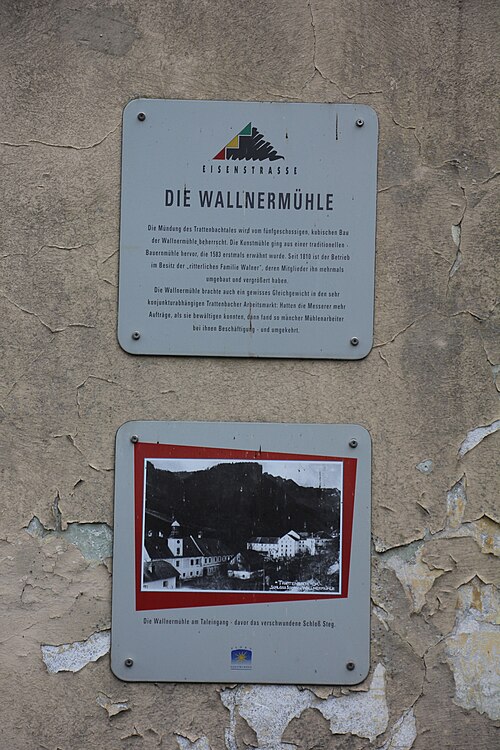 EISENSTRASSE
DIE WALLNERMÜHLE
Die Mündung des Trattenbachtales wird vom fünfgeschossigen, kubischen Bau
der Wallnermühle beherrscht. Die Kunstmühle ging aus einer traditionellen
Bauernmühle hervor, die 1583 erstmals erwähnt wurde. Seit 1810 ist der Betrieb
im Besitz der „ritterlichen Familie Walner", deren Mitglieder ihn mehrmals
umgebaut und vergrößert haben.
Die Wallnermühle brachte auch ein gewisses Gleichgewicht in den sehr
konjunkturabhängigen Trattenbacher Arbeitsmarkt: Hatten die Messerer mehr
Aufträge, als sie bewältigen konnten, dann fand so mancher Mühlenarbeiter
bei ihnen Beschäftigung - und umgekehrt.
Die Wallnermühle am Taleingang - davor das verschwundene Schloß Steg.